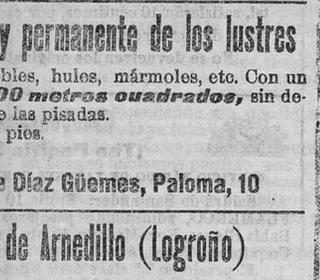 y permanente de los lustres
bles, hules, mármoles, etc. Con un
00 metros cuadrados, sin de-
e las pisadas.
pies.
e Díaz Güemes, Paloma, 10
de Arnedillo (Logroño)